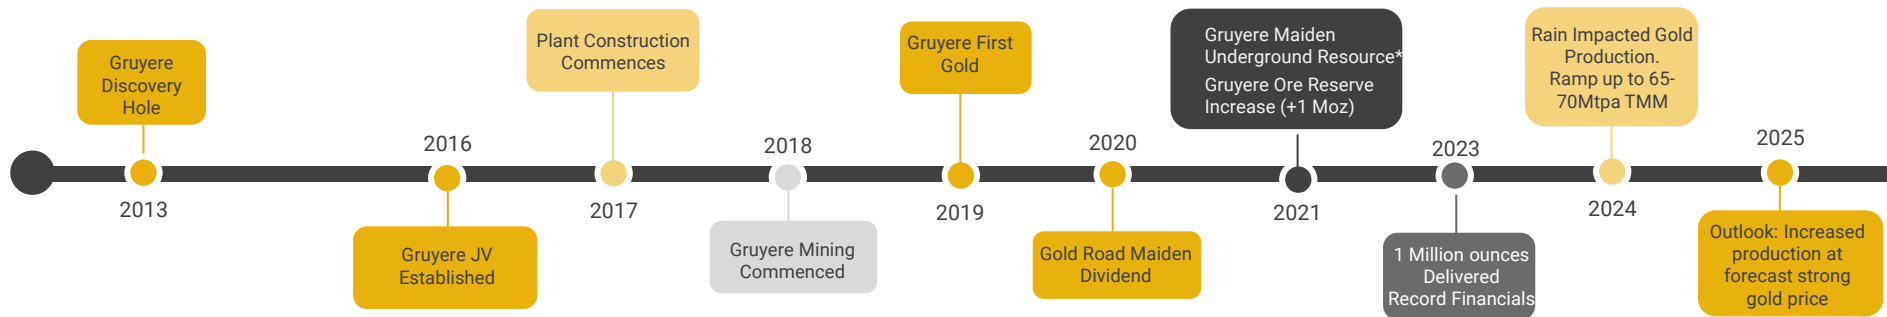 Gruyere
Discovery
Hole
2013
2016
Gruyere JV
Established
Plant Construction
Commences
2017
2018
Gruyere Mining
Commenced
Gruyere First
Gold
2019
2020
Gold Road Maiden
Dividend
Gruyere Maiden
Underground Resource*
Gruyere Ore Reserve
Increase (+1 Moz)
2021
2023
1 Million ounces
Delivered
Record Financials
Rain Impacted Gold
Production.
Ramp up to 65-
70Mtpa TMM
2024
2025
Outlook: Increased
production at
forecast strong
gold price